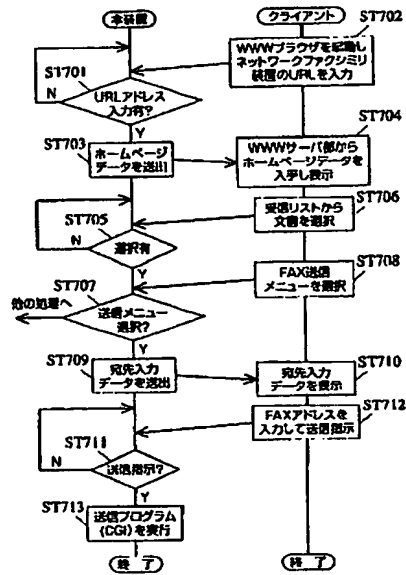 本装置
クライアント
ST702
WWWブラウザを起動し
ネットワークファクシミリ
装置のURLを入力
ST701
URLアドレス
入力有?
N
Y
ST703
ホームページ
データを送出
ST704
WWWサーバ部から
ホームページデータを
入手し表示
ST706
受信リストから
文書を選択
ST705
選択有
N
Y
ST708
FAX送信
メニューを選択
ST707
他の処理へ
送信メニュー
選択?
Y
ST709
宛先入力
データを送出
ST710
宛先入力
データを表示
ST712
FAXアドレスを
入力して送信指示
ST711
送信指示?
N
Y
ST713
送信プログラム
(CGI)を実行
終了
終了